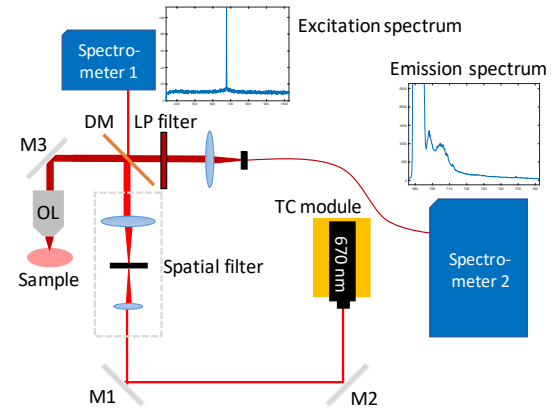 Excitation spectrum
Spectro-
meter 1
Emission spectrum
DM
LP filter
M3
OL
TC module
670 nm
Spatial filter
Sample
Spectro-
meter 2
M1
M2